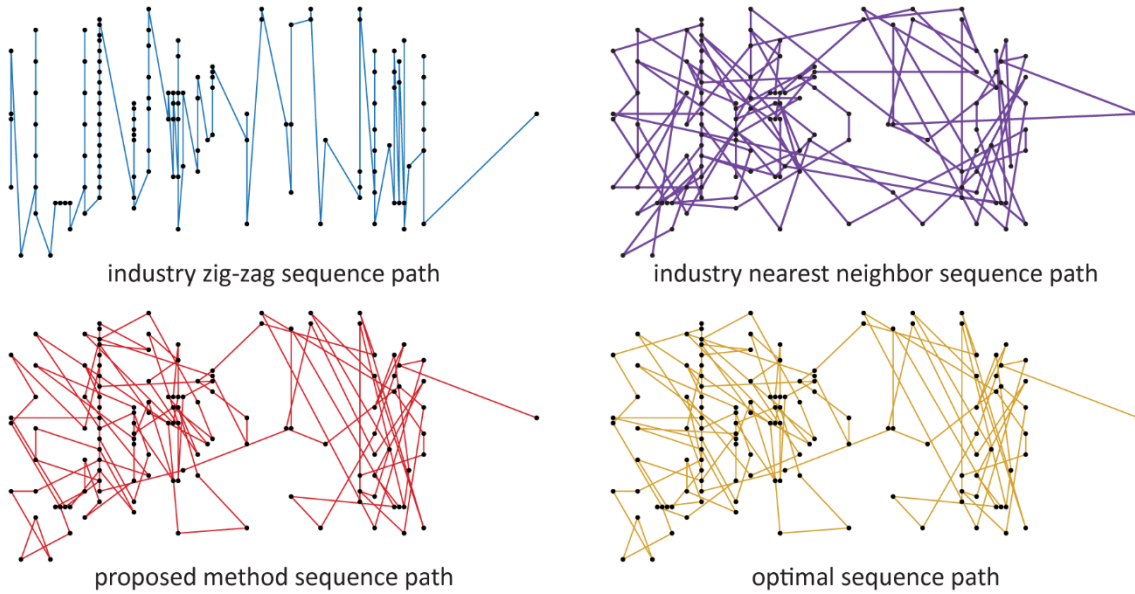 industry zig-zag sequence path
industry nearest neighbor sequence path
proposed method sequence path
optimal sequence path